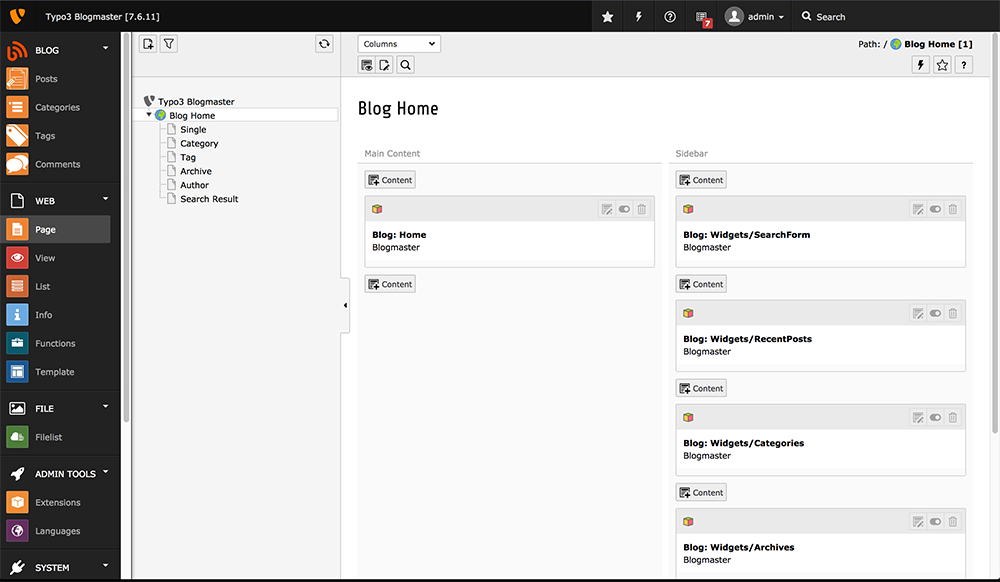 Typo3 Blogmaster [7.6.11]
7
admin
Search
BLOG
Posts
Categories
Tags
Comments
WEB
Page
View
List
Info
Functions
Template
FILE
Filelist
ADMIN TOOLS
Extensions
Languages
SYSTEM
Typo3 Blogmaster
Blog Home
Single
Category
Tag
Archive
Author
Search Result
Columns
Path: / Blog Home [1]
?
Blog Home
Main Content
Content
Blog: Home
Blogmaster
Content
Sidebar
Content
Blog: Widgets/SearchForm
Blogmaster
Content
Blog: Widgets/RecentPosts
Blogmaster
Content
Blog: Widgets/Categories
Blogmaster
Content
Blog: Widgets/Archives
Blogmaster